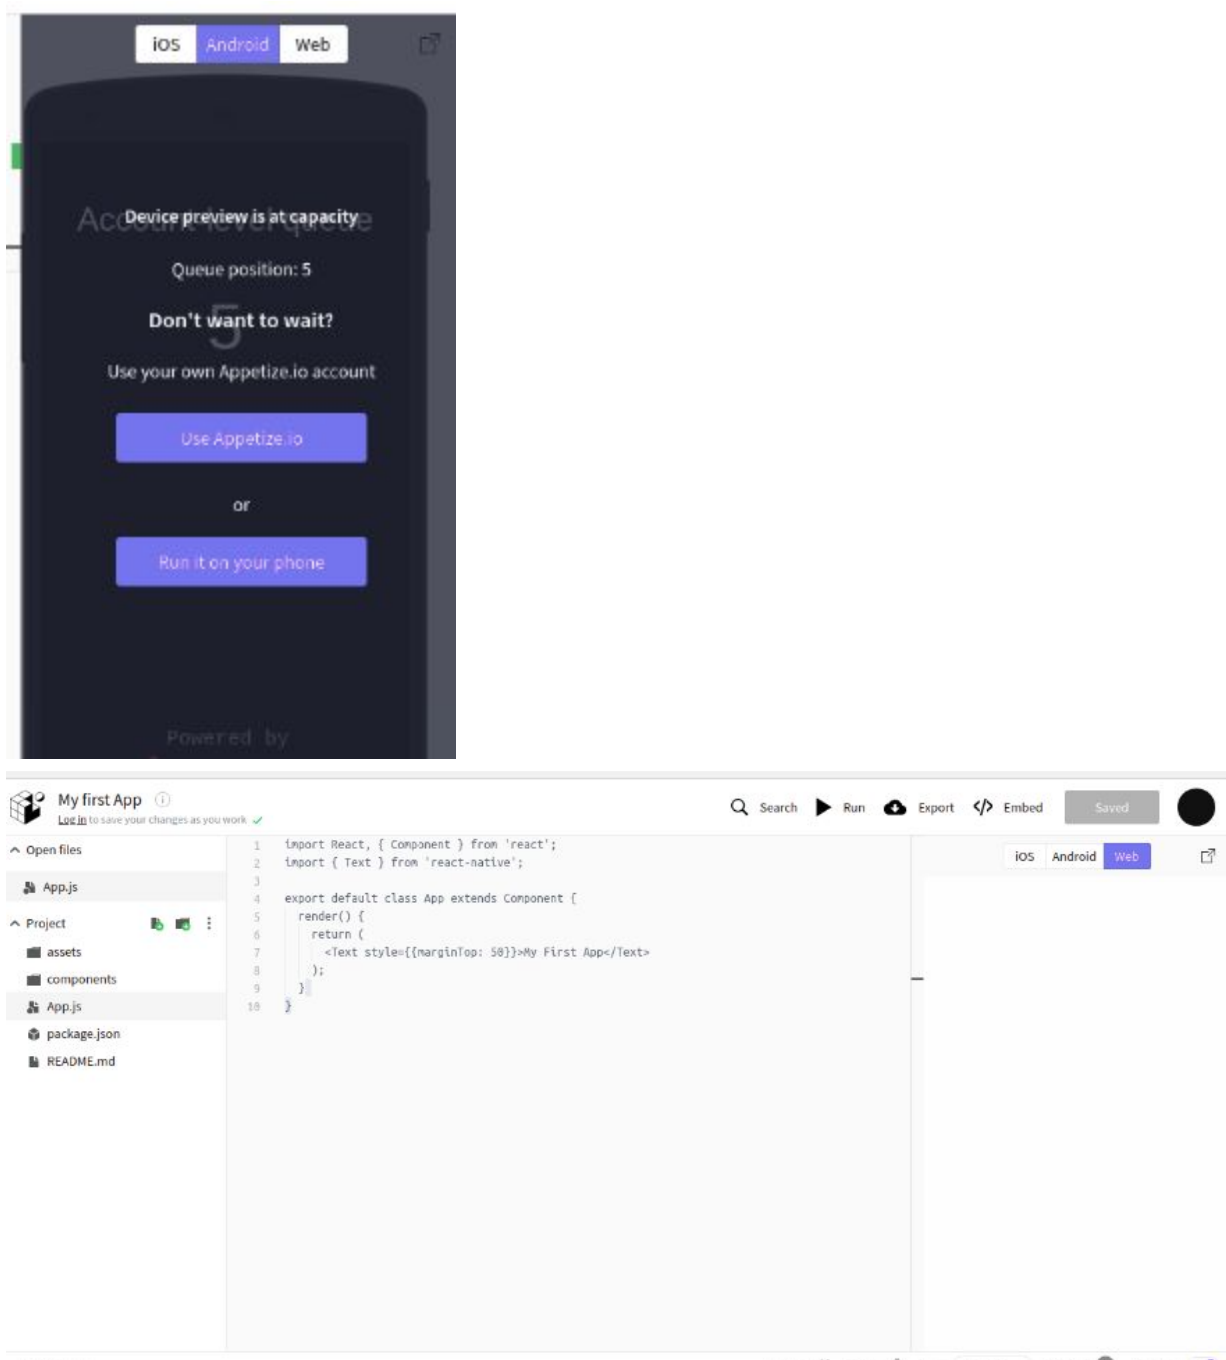 iOS Android Web
Account level queue
Device preview is at capacity
Queue position: 5
5
Don't want to wait?
Use your own Appetize.io account
Use Appetize.io
or
Run it on your phone
Powered by
My first App
Log in to save your changes as you work
Search Run Export Embed Saved
Open files
App.js
Project
assets
components
App.js
package.json
README.md
1 import React, { Component } from 'react';
2 import { Text } from 'react-native';
3
4 export default class App extends Component {
5 render() {
6 return (
7 <Text style={{marginTop: 50}}>My First App</Text>
8 );
9 }
10 }
iOS Android Web